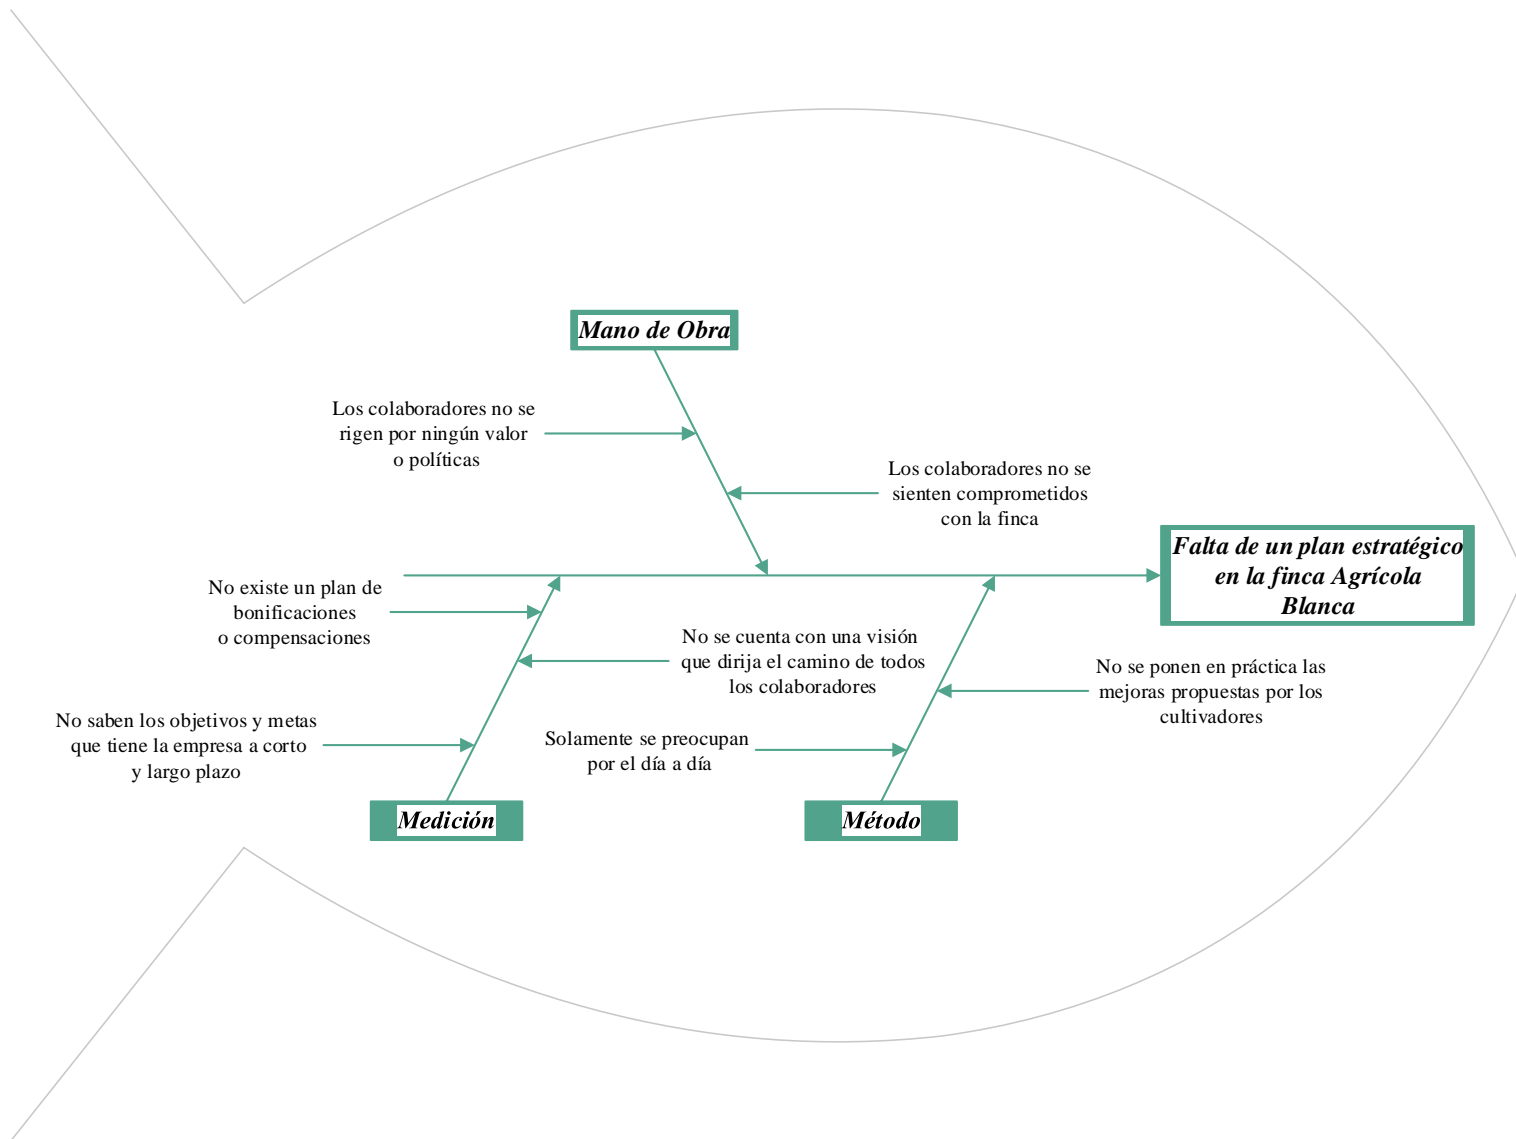 Mano de Obra
Los colaboradores no se
rigen por ningún valor
o políticas
Los colaboradores no se
sienten comprometidos
con la finca
Falta de un plan estratégico
en la finca Agrícola
Blanca
No existe un plan de
bonificaciones
o compensaciones
No se cuenta con una visión
que dirija el camino de todos
los colaboradores
No se ponen en práctica las
mejoras propuestas por los
cultivadores
No saben los objetivos y metas
que tiene la empresa a corto
y largo plazo
Solamente se preocupan
por el día a día
Medición
Método